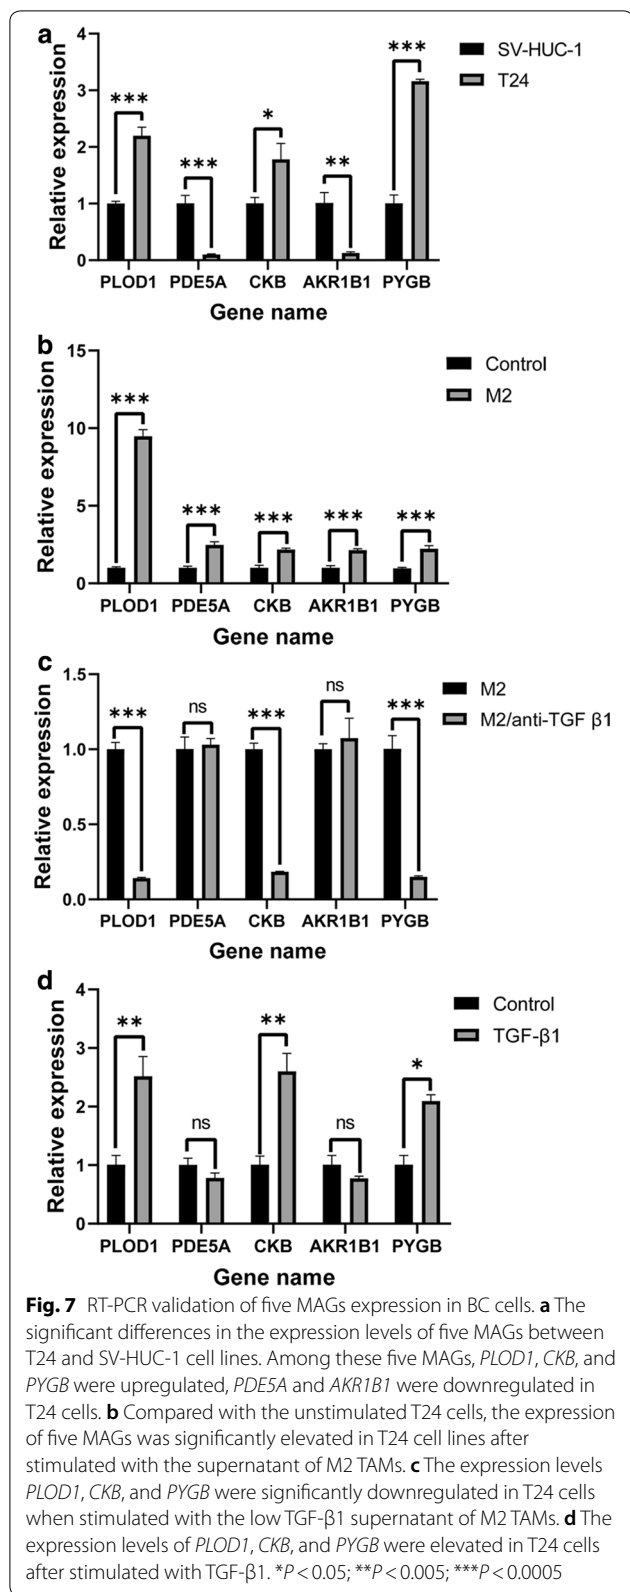 a
Relative expression
4
3
2
1
0
***
***
*
**
***
SV-HUC-1
T24
PLOD1 PDE5A CKB AKR1B1 PYGB
Gene name
b
Relative expression
15
10
5
0
***
***
***
***
***
Control
M2
PLOD1 PDE5A CKB AKR1B1 PYGB
Gene name
c
Relative expression
1.5
1.0
0.5
0.0
***
ns
***
ns
***
M2
M2/anti-TGF β1
PLOD1 PDE5A CKB AKR1B1 PYGB
Gene name
d
Relative expression
4
3
2
1
0
**
ns
**
ns
*
Control
TGF-β1
PLOD1 PDE5A CKB AKR1B1 PYGB
Gene name
Fig. 7 RT-PCR validation of five MAGs expression in BC cells. a The
significant differences in the expression levels of five MAGs between
T24 and SV-HUC-1 cell lines. Among these five MAGs, PLOD1, CKB, and
PYGB were upregulated, PDE5A and AKR1B1 were downregulated in
T24 cells. b Compared with the unstimulated T24 cells, the expression
of five MAGs was significantly elevated in T24 cell lines after
stimulated with the supernatant of M2 TAMs. c The expression levels
PLOD1, CKB, and PYGB were significantly downregulated in T24 cells
when stimulated with the low TGF-β1 supernatant of M2 TAMs. d The
expression levels of PLOD1, CKB, and PYGB were elevated in T24 cells
after stimulated with TGF-β1. *P < 0.05; **P < 0.005; ***P < 0.0005